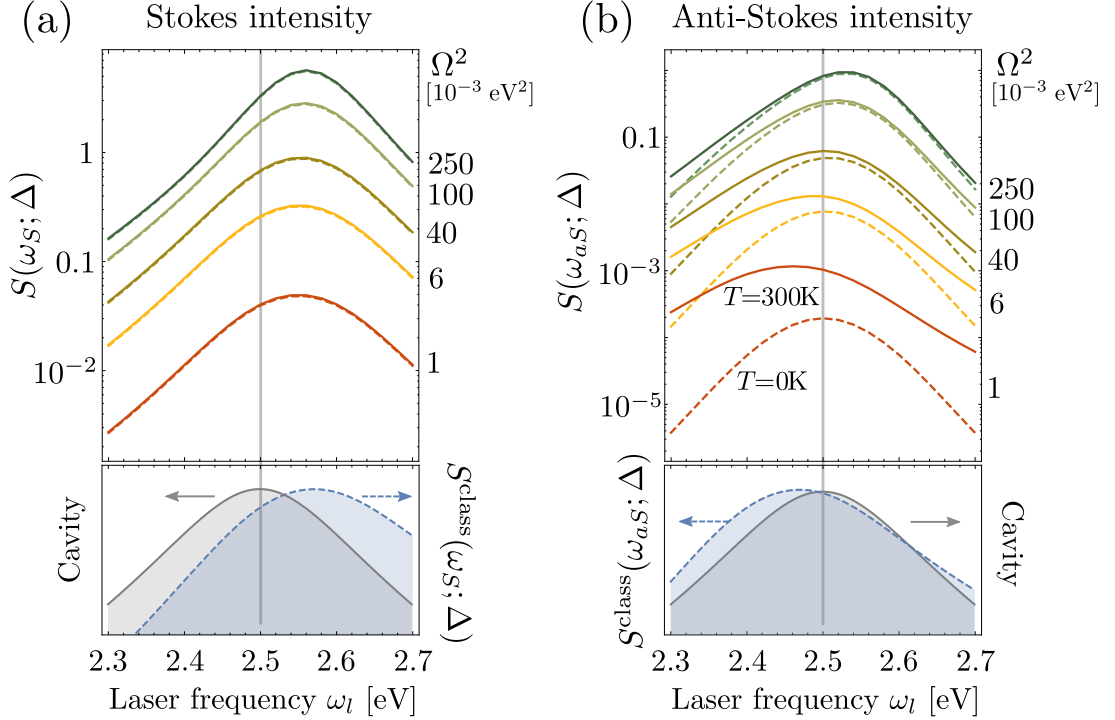 (a) Stokes intensity
S(ω_S; Δ)
1
0.1
10⁻²
Ω²
[10⁻³ eV²]
250
100
40
6
1
Cavity
S^class(ω_S; Δ)
2.3 2.4 2.5 2.6 2.7
Laser frequency ω_l [eV]
(b) Anti-Stokes intensity
S(ω_aS; Δ)
0.1
10⁻³
10⁻⁵
T=300K
T=0K
Ω²
[10⁻³ eV²]
250
100
40
6
1
S^class(ω_aS; Δ)
Cavity
2.3 2.4 2.5 2.6 2.7
Laser frequency ω_l [eV]